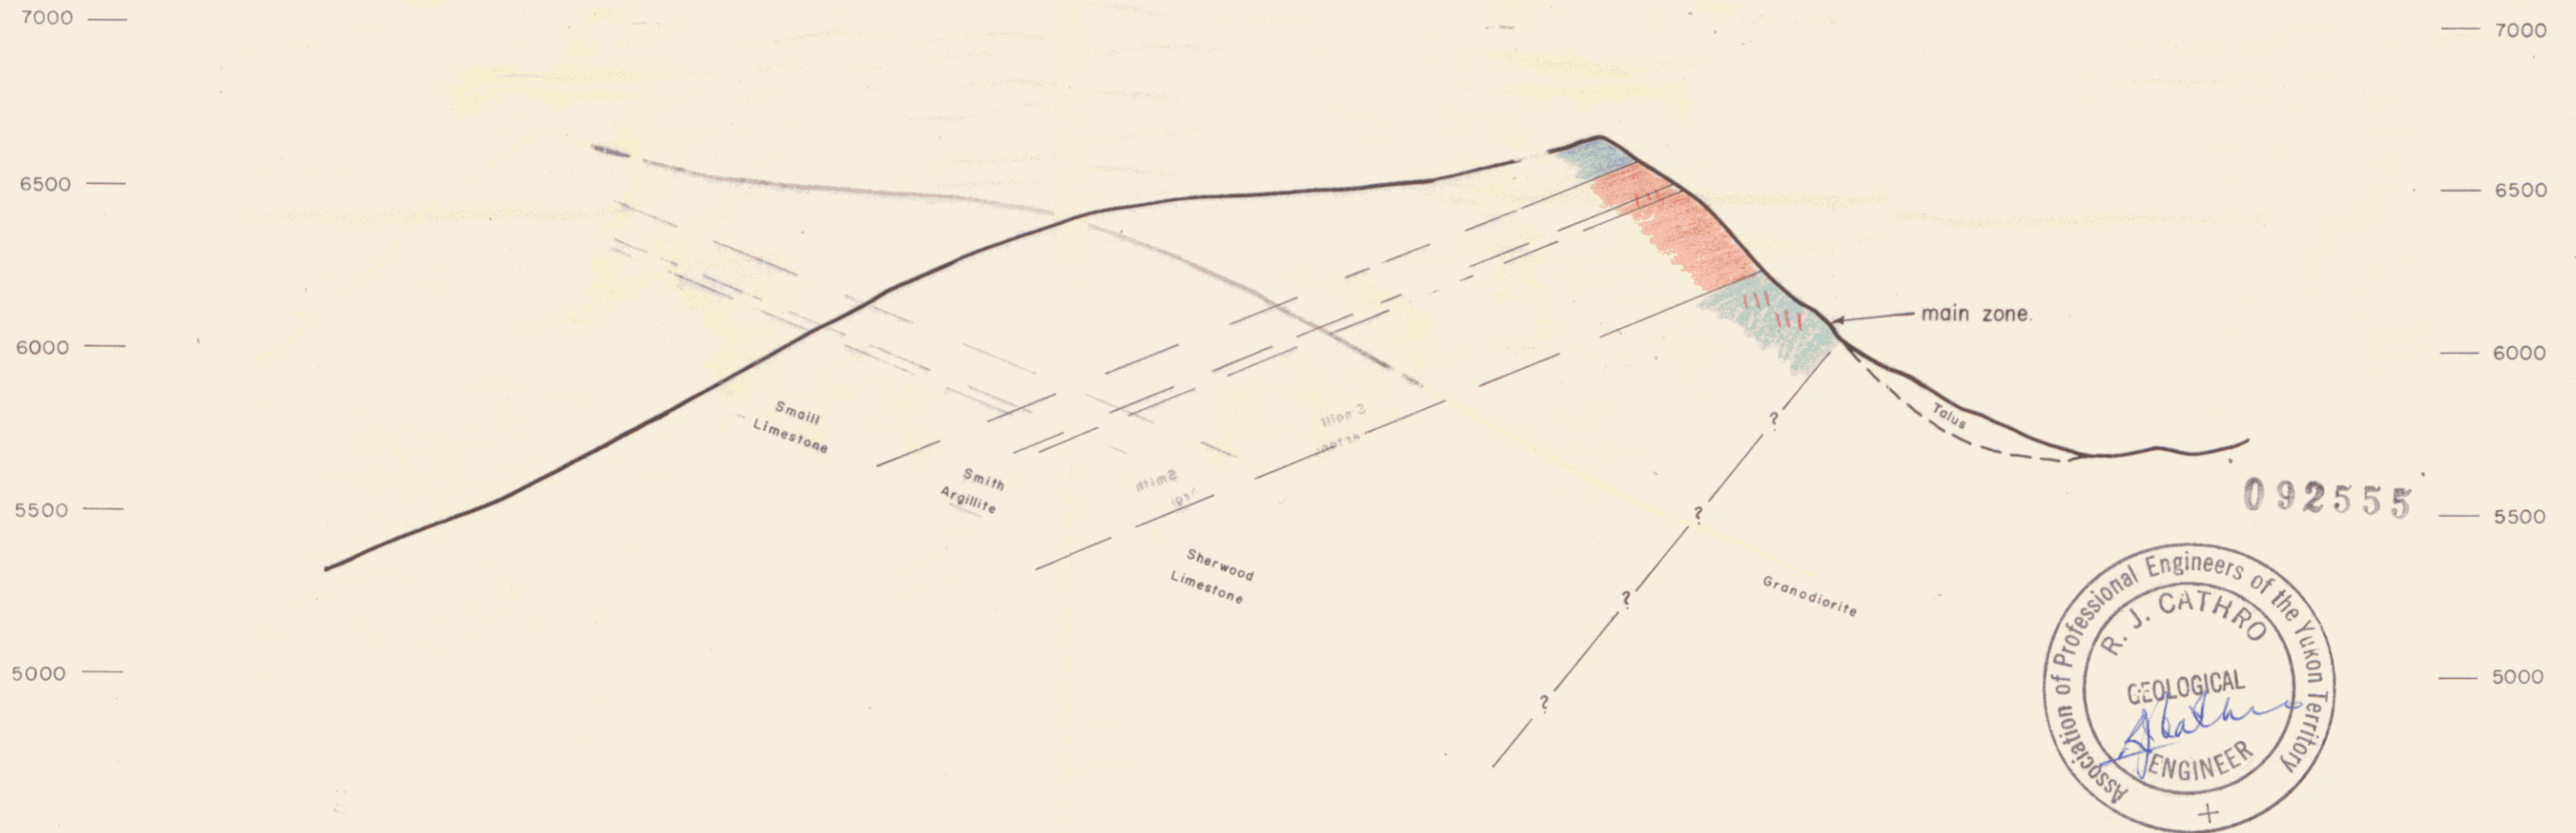 7000
7000
6500
6500
main zone.
6000
6000
Talus
Smaill
Limestone
Smith
Argillite
5500
092555
5500
Sherwood
Limestone
Granodiorite
?
?
?
?
5000
5000
Association of Professional Engineers of the Yukon Territory
R. J. CATHRO
GEOLOGICAL
ENGINEER